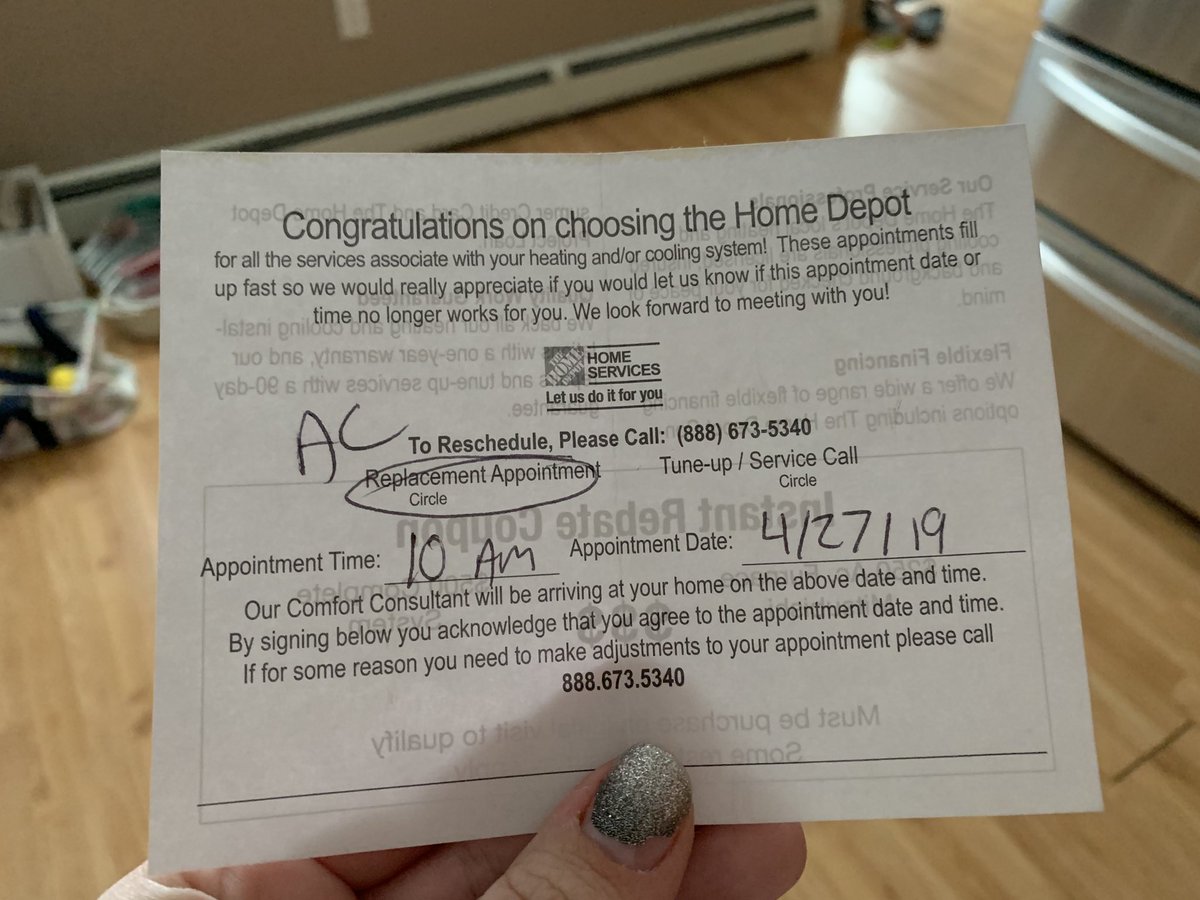 Congratulations on choosing the Home Depot
for all the services associate with your heating and/or cooling system! These appointments fill
up fast so we would really appreciate if you would let us know if this appointment date or
time no longer works for you. We look forward to meeting with you!
THE HOME DEPOT
HOME
SERVICES
Let us do it for you
AC
To Reschedule, Please Call: (888) 673-5340
Replacement Appointment Tune-up / Service Call
Circle Circle
Appointment Time: 10 AM Appointment Date: 4/27/19
Our Comfort Consultant will be arriving at your home on the above date and time.
By signing below you acknowledge that you agree to the appointment date and time.
If for some reason you need to make adjustments to your appointment please call
888.673.5340